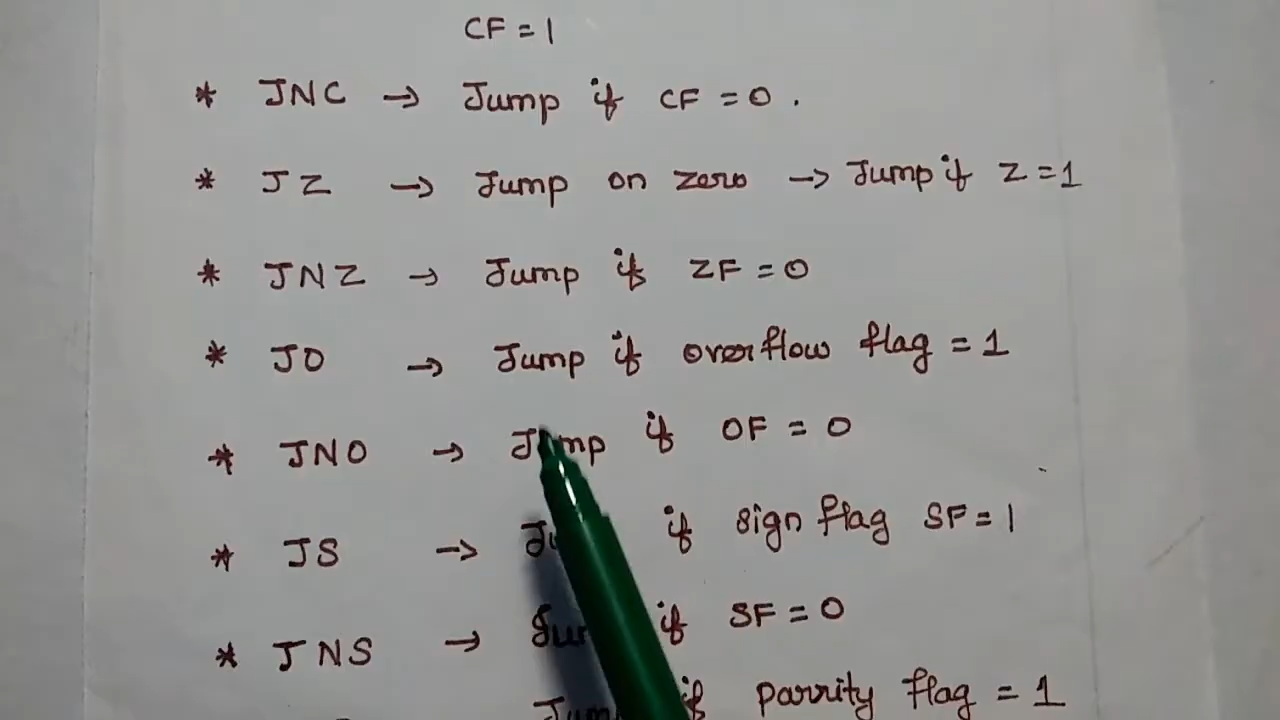 CF = 1
* JNC → Jump if CF = 0.
* JZ → Jump on zero → Jump if Z = 1
* JNZ → Jump if ZF = 0
* JO → Jump if overflow flag = 1
* JNO → Jump if OF = 0
* JS → if sign flag SF = 1
* JNS → if SF = 0
if parrity flag = 1